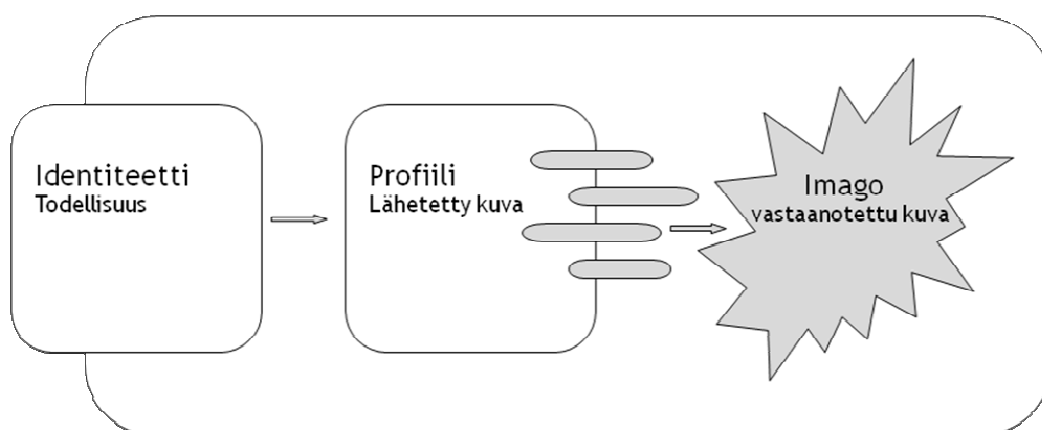 Identiteetti
Todellisuus
Profiili
Lähetetty kuva
Imago
vastaanotettu kuva